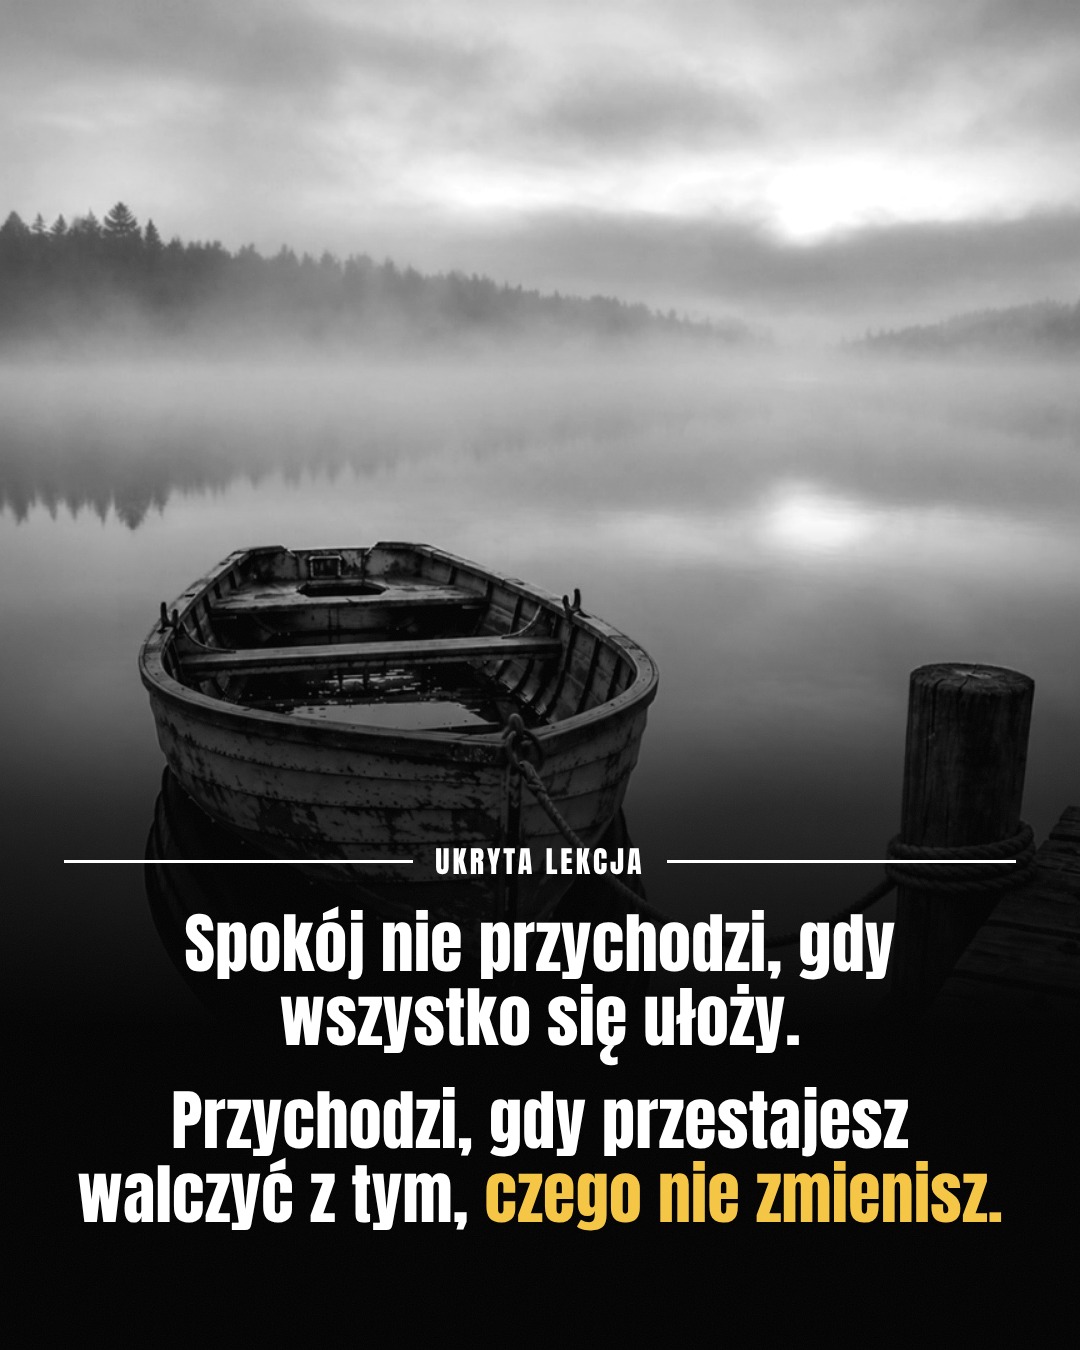 UKRYTA LEKCJA
Spokój nie przychodzi, gdy
wszystko się ułoży.
Przychodzi, gdy przestajesz
walczyć z tym, czego nie zmienisz.